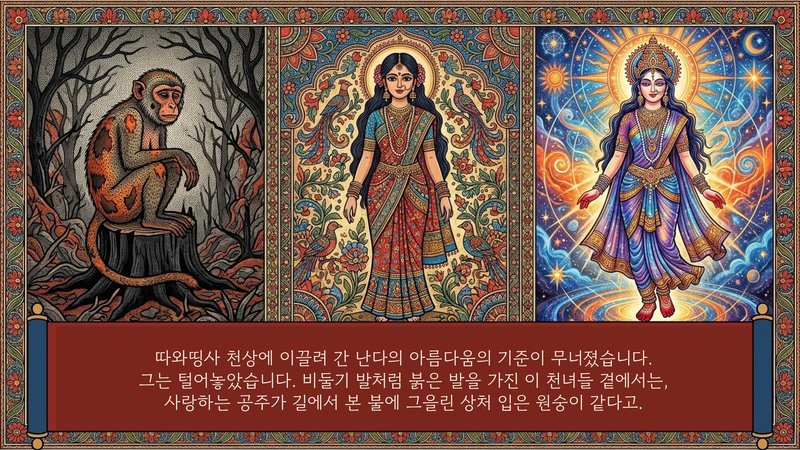 따와띵사 천상에 이끌려 간 난다의 아름다움의 기준이 무너졌습니다.
그는 털어놓았습니다. 비둘기 발처럼 붉은 발을 가진 이 천녀들 곁에서는,
사랑하는 공주가 길에서 본 불에 그을린 상처 입은 원숭이 같다고.